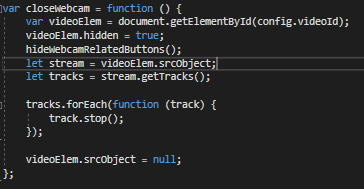 var closeWebcam = function () {
    var videoElem = document.getElementById(config.videoId);
    videoElem.hidden = true;
    hideWebcamRelatedButtons();
    let stream = videoElem.srcObject;
    let tracks = stream.getTracks();

    tracks.forEach(function (track) {
        track.stop();
    });

    videoElem.srcObject = null;
};